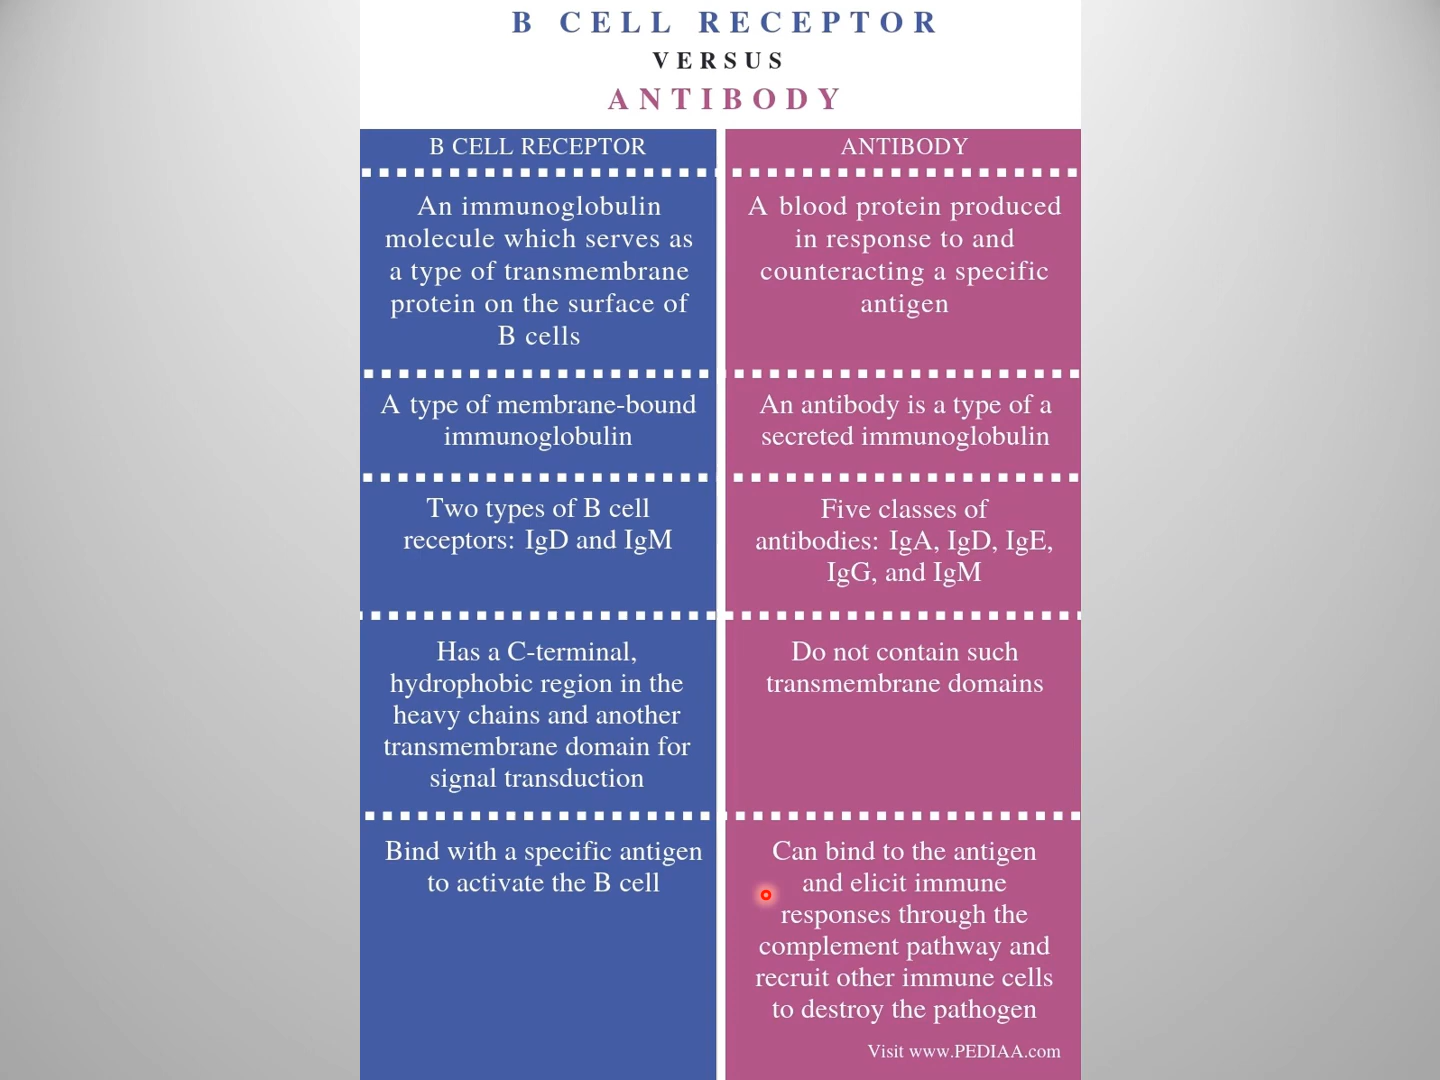 B CELL RECEPTOR
VERSUS
ANTIBODY
B CELL RECEPTOR
An immunoglobulin
molecule which serves as
a type of transmembrane
protein on the surface of
B cells
A type of membrane-bound
immunoglobulin
Two types of B cell
receptors: IgD and IgM
Has a C-terminal,
hydrophobic region in the
heavy chains and another
transmembrane domain for
signal transduction
Bind with a specific antigen
to activate the B cell
ANTIBODY
A blood protein produced
in response to and
counteracting a specific
antigen
An antibody is a type of a
secreted immunoglobulin
Five classes of
antibodies: IgA, IgD, IgE,
IgG, and IgM
Do not contain such
transmembrane domains
Can bind to the antigen
and elicit immune
responses through the
complement pathway and
recruit other immune cells
to destroy the pathogen
Visit www.PEDIAA.com